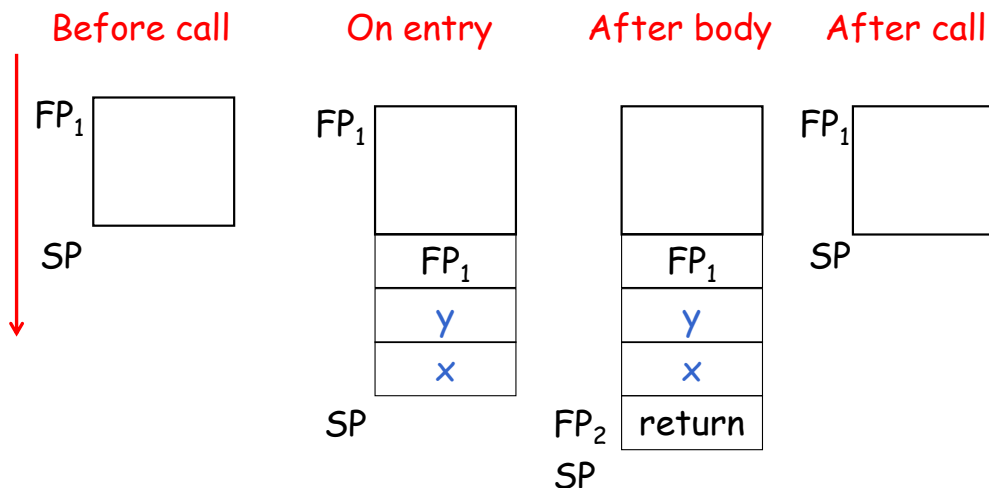 Before call
On entry
After body
After call
FP₁
SP
FP₁
FP₁
y
x
SP
FP₁
y
x
FP₂ return
SP
FP₁
SP